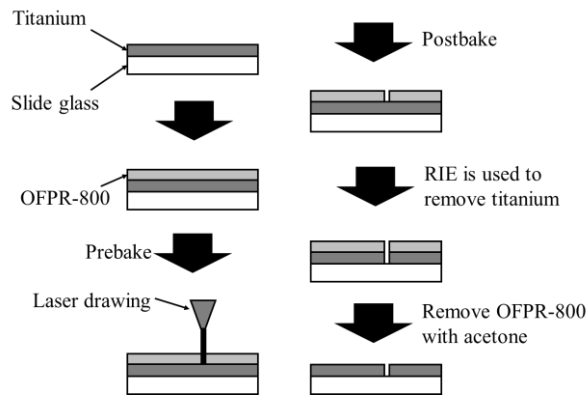 Titanium
Slide glass
OFPR-800
Prebake
Laser drawing
Postbake
RIE is used to
remove titanium
Remove OFPR-800
with acetone